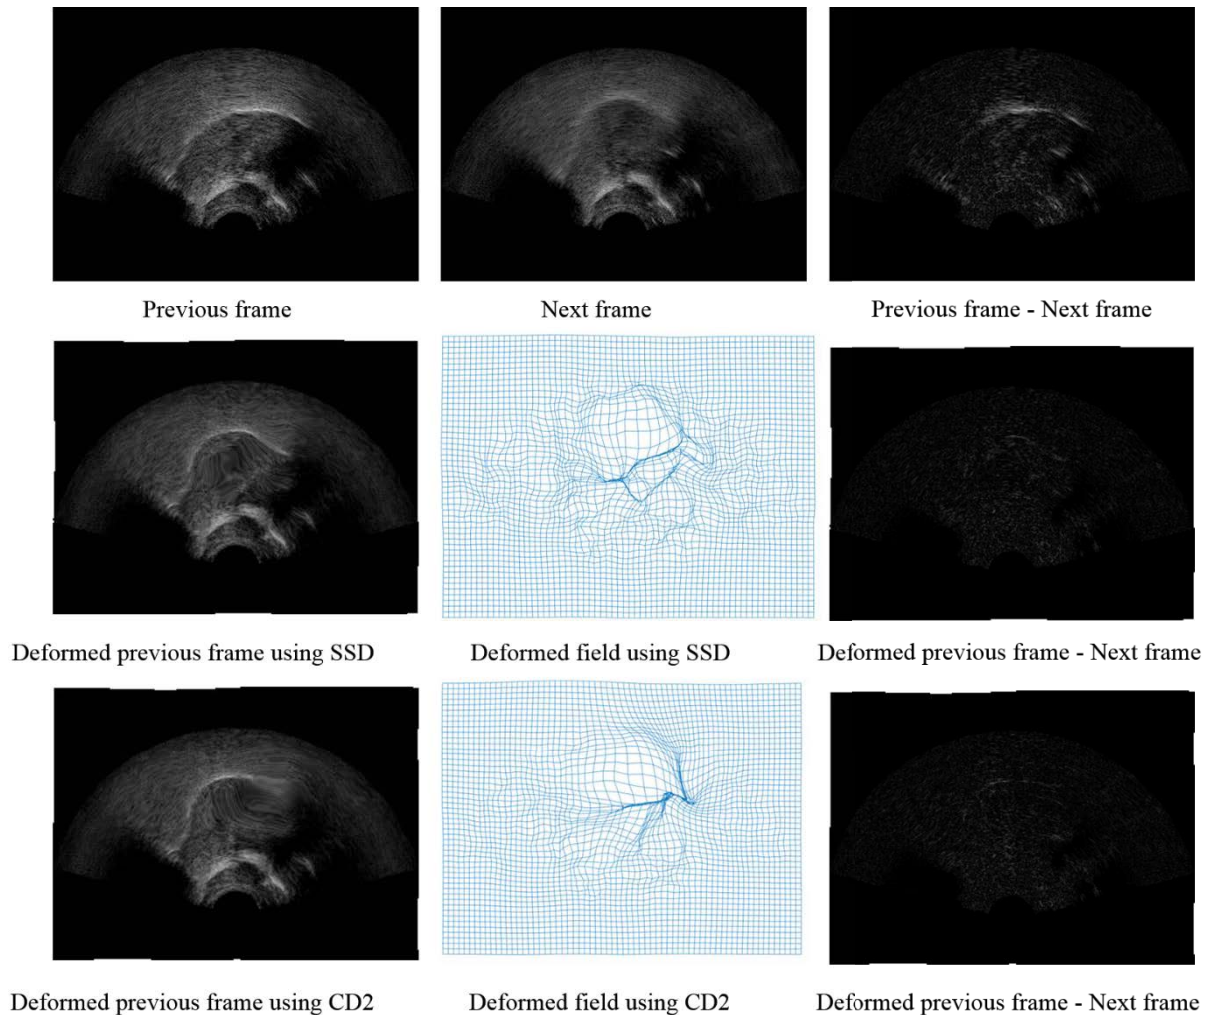 Previous frame
Next frame
Previous frame - Next frame
Deformed previous frame using SSD
Deformed field using SSD
Deformed previous frame - Next frame
Deformed previous frame using CD2
Deformed field using CD2
Deformed previous frame - Next frame